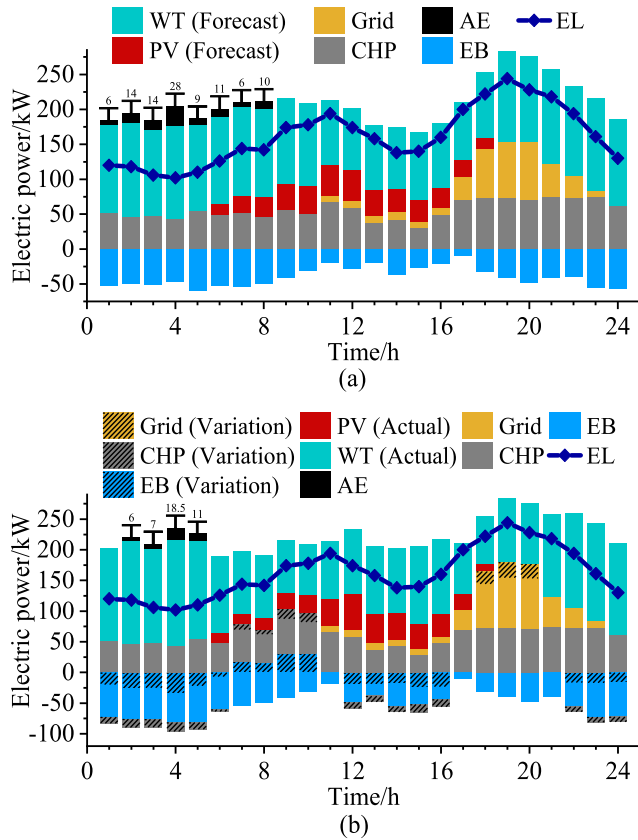 WT (Forecast) Grid AE EL
PV (Forecast) CHP EB
Electric power/kW
250
200
150
100
50
0
-50
6 14 14 28 9 11 6 10
0 4 8 12 16 20 24
Time/h
(a)
Grid (Variation) PV (Actual) Grid EB
CHP (Variation) WT (Actual) CHP EL
EB (Variation) AE
Electric power/kW
250
200
150
100
50
0
-50
-100
6 7 18.5 11
0 4 8 12 16 20 24
Time/h
(b)